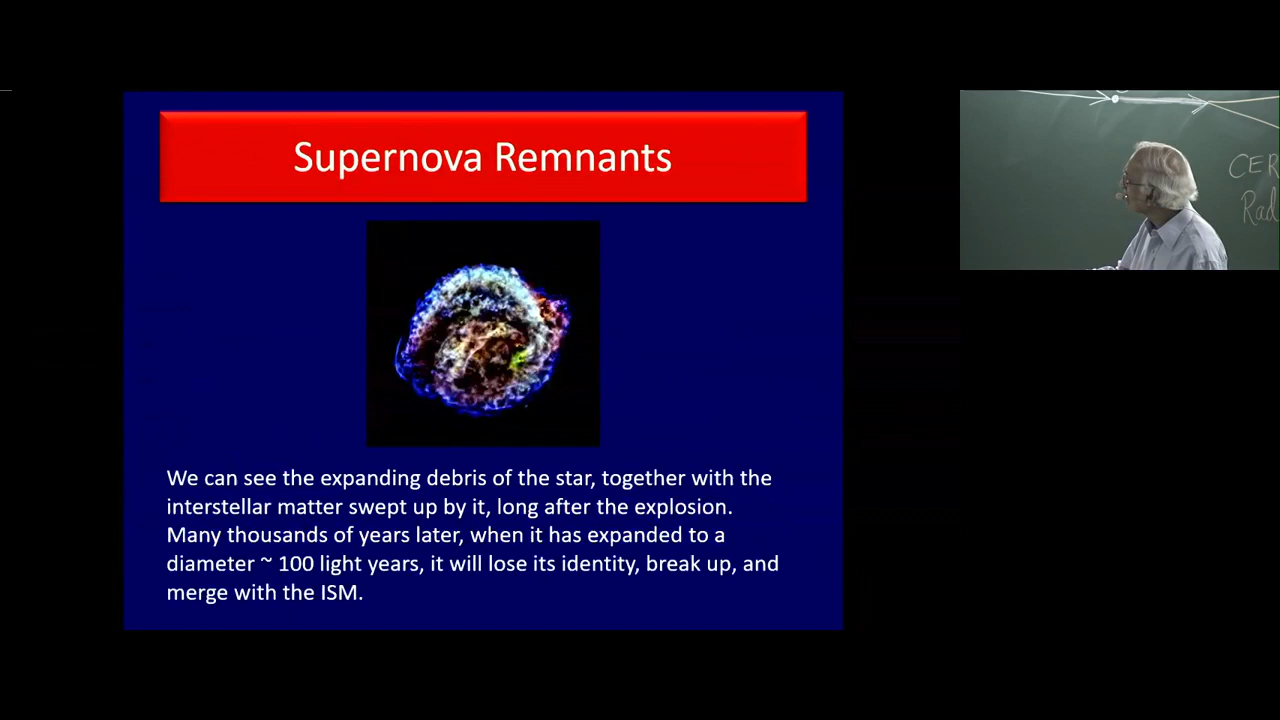 Supernova Remnants
We can see the expanding debris of the star, together with the
interstellar matter swept up by it, long after the explosion.
Many thousands of years later, when it has expanded to a
diameter ~ 100 light years, it will lose its identity, break up, and
merge with the ISM.
CER
Rad